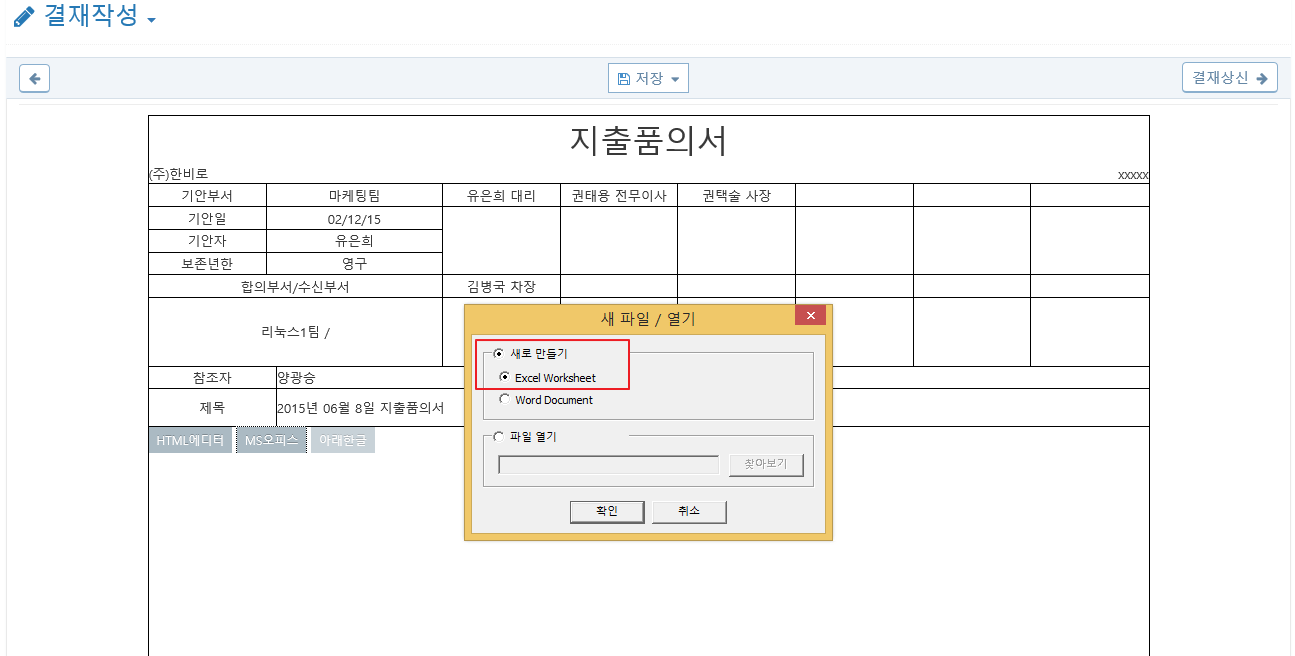 결재작성
저장
결재상신
지출품의서
(주)한비로 xxxxx
기안부서 마케팅팀 유은희 대리 권태용 전무이사 권택술 사장
기안일 02/12/15
기안자 유은희
보존년한 영구
합의부서/수신부서 김병국 차장
리눅스1팀 /
참조자 양광승
제목 2015년 06월 8일 지출품의서
HTML에디터 MS오피스 아래한글
새 파일 / 열기
새로 만들기
Excel Worksheet
Word Document
파일 열기
찾아보기
확인 취소